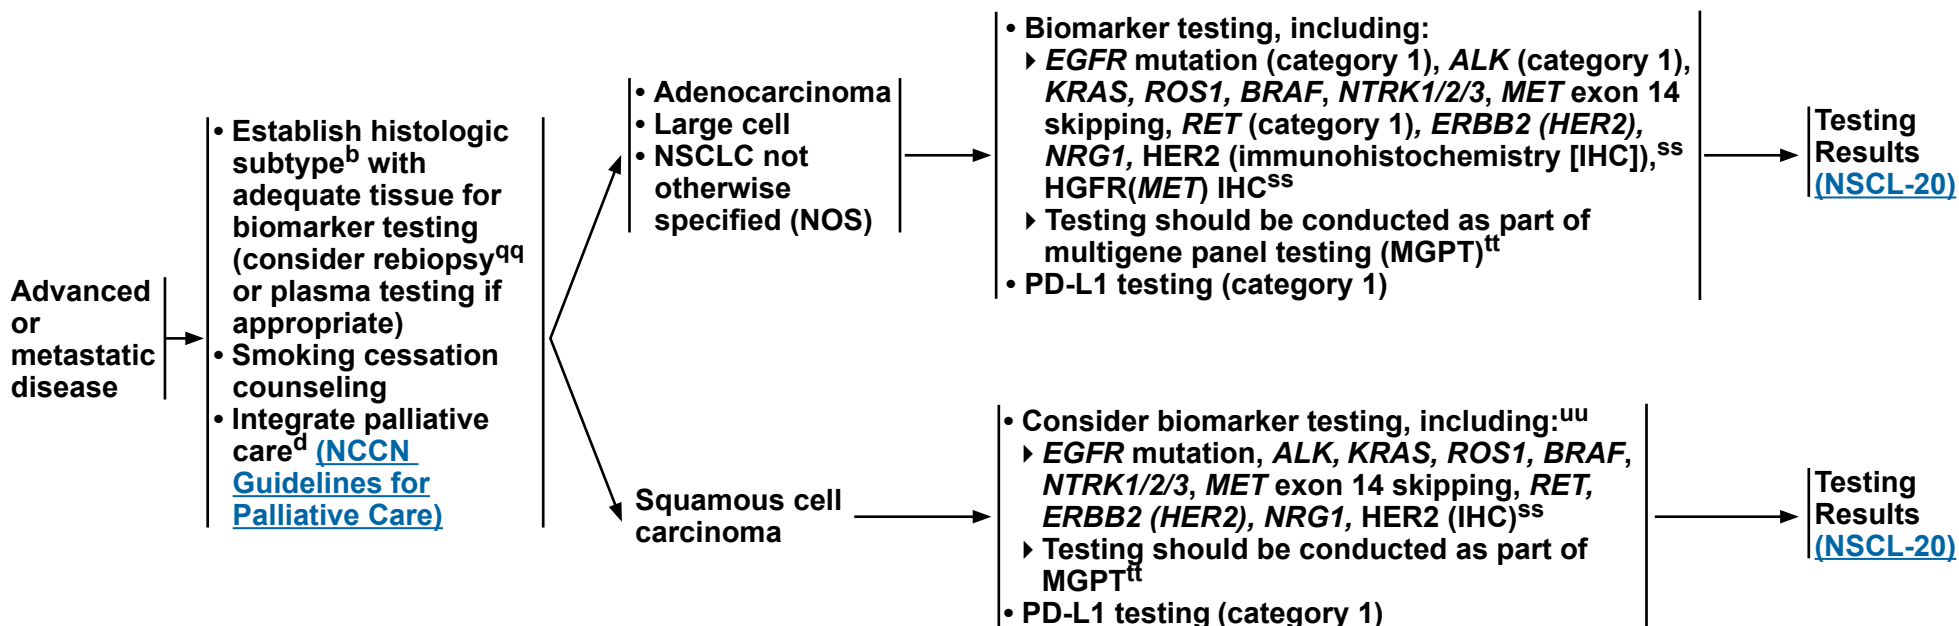 Advanced
or
metastatic
disease
• Establish histologic
subtypeᵇ with
adequate tissue for
biomarker testing
(consider rebiopsy^qq
or plasma testing if
appropriate)
• Smoking cessation
counseling
• Integrate palliative
careᵈ (NCCN
Guidelines for
Palliative Care)
• Adenocarcinoma
• Large cell
• NSCLC not
otherwise
specified (NOS)
• Biomarker testing, including:
▸ EGFR mutation (category 1), ALK (category 1),
KRAS, ROS1, BRAF, NTRK1/2/3, MET exon 14
skipping, RET (category 1), ERBB2 (HER2),
NRG1, HER2 (immunohistochemistry [IHC]),ˢˢ
HGFR(MET) IHCˢˢ
▸ Testing should be conducted as part of
multigene panel testing (MGPT)ᵗᵗ
• PD-L1 testing (category 1)
Testing
Results
(NSCL-20)
Squamous cell
carcinoma
• Consider biomarker testing, including:ᵘᵘ
▸ EGFR mutation, ALK, KRAS, ROS1, BRAF,
NTRK1/2/3, MET exon 14 skipping, RET,
ERBB2 (HER2), NRG1, HER2 (IHC)ˢˢ
▸ Testing should be conducted as part of
MGPTᵗᵗ
• PD-L1 testing (category 1)
Testing
Results
(NSCL-20)